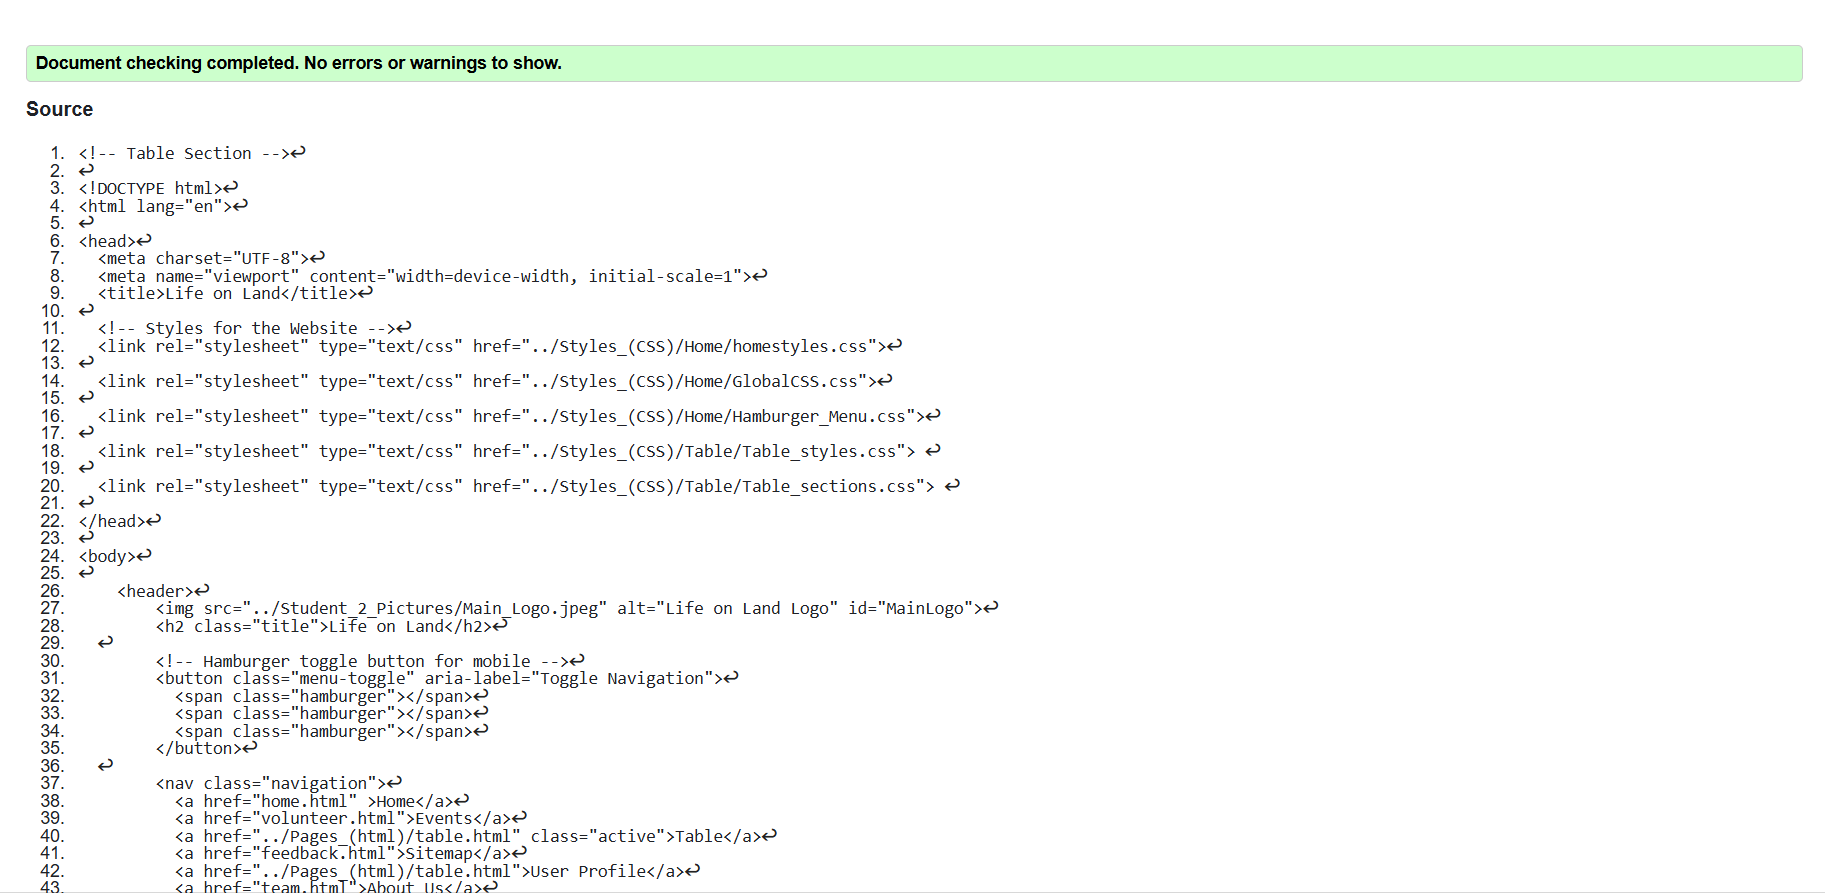 Document checking completed. No errors or warnings to show.
Source
1. <!-- Table Section -->↩
2. ↩
3. <!DOCTYPE html>↩
4. <html lang="en">↩
5. ↩
6. <head>↩
7.   <meta charset="UTF-8">↩
8.   <meta name="viewport" content="width=device-width, initial-scale=1">↩
9.   <title>Life on Land</title>↩
10. ↩
11.   <!-- Styles for the Website -->↩
12.   <link rel="stylesheet" type="text/css" href="../Styles_(CSS)/Home/homestyles.css">↩
13. ↩
14.   <link rel="stylesheet" type="text/css" href="../Styles_(CSS)/Home/GlobalCSS.css">↩
15. ↩
16.   <link rel="stylesheet" type="text/css" href="../Styles_(CSS)/Home/Hamburger_Menu.css">↩
17. ↩
18.   <link rel="stylesheet" type="text/css" href="../Styles_(CSS)/Table/Table_styles.css"> ↩
19. ↩
20.   <link rel="stylesheet" type="text/css" href="../Styles_(CSS)/Table/Table_sections.css"> ↩
21. ↩
22. </head>↩
23. ↩
24. <body>↩
25. ↩
26.     <header>↩
27.         <img src="../Student_2_Pictures/Main_Logo.jpeg" alt="Life on Land Logo" id="MainLogo">↩
28.         <h2 class="title">Life on Land</h2>↩
29.   ↩
30.         <!-- Hamburger toggle button for mobile -->↩
31.         <button class="menu-toggle" aria-label="Toggle Navigation">↩
32.           <span class="hamburger"></span>↩
33.           <span class="hamburger"></span>↩
34.           <span class="hamburger"></span>↩
35.         </button>↩
36.   ↩
37.         <nav class="navigation">↩
38.           <a href="home.html" >Home</a>↩
39.           <a href="volunteer.html">Events</a>↩
40.           <a href="../Pages_(html)/table.html" class="active">Table</a>↩
41.           <a href="feedback.html">Sitemap</a>↩
42.           <a href="../Pages_(html)/table.html">User Profile</a>↩
43.           <a href="team.html">About Us</a>↩